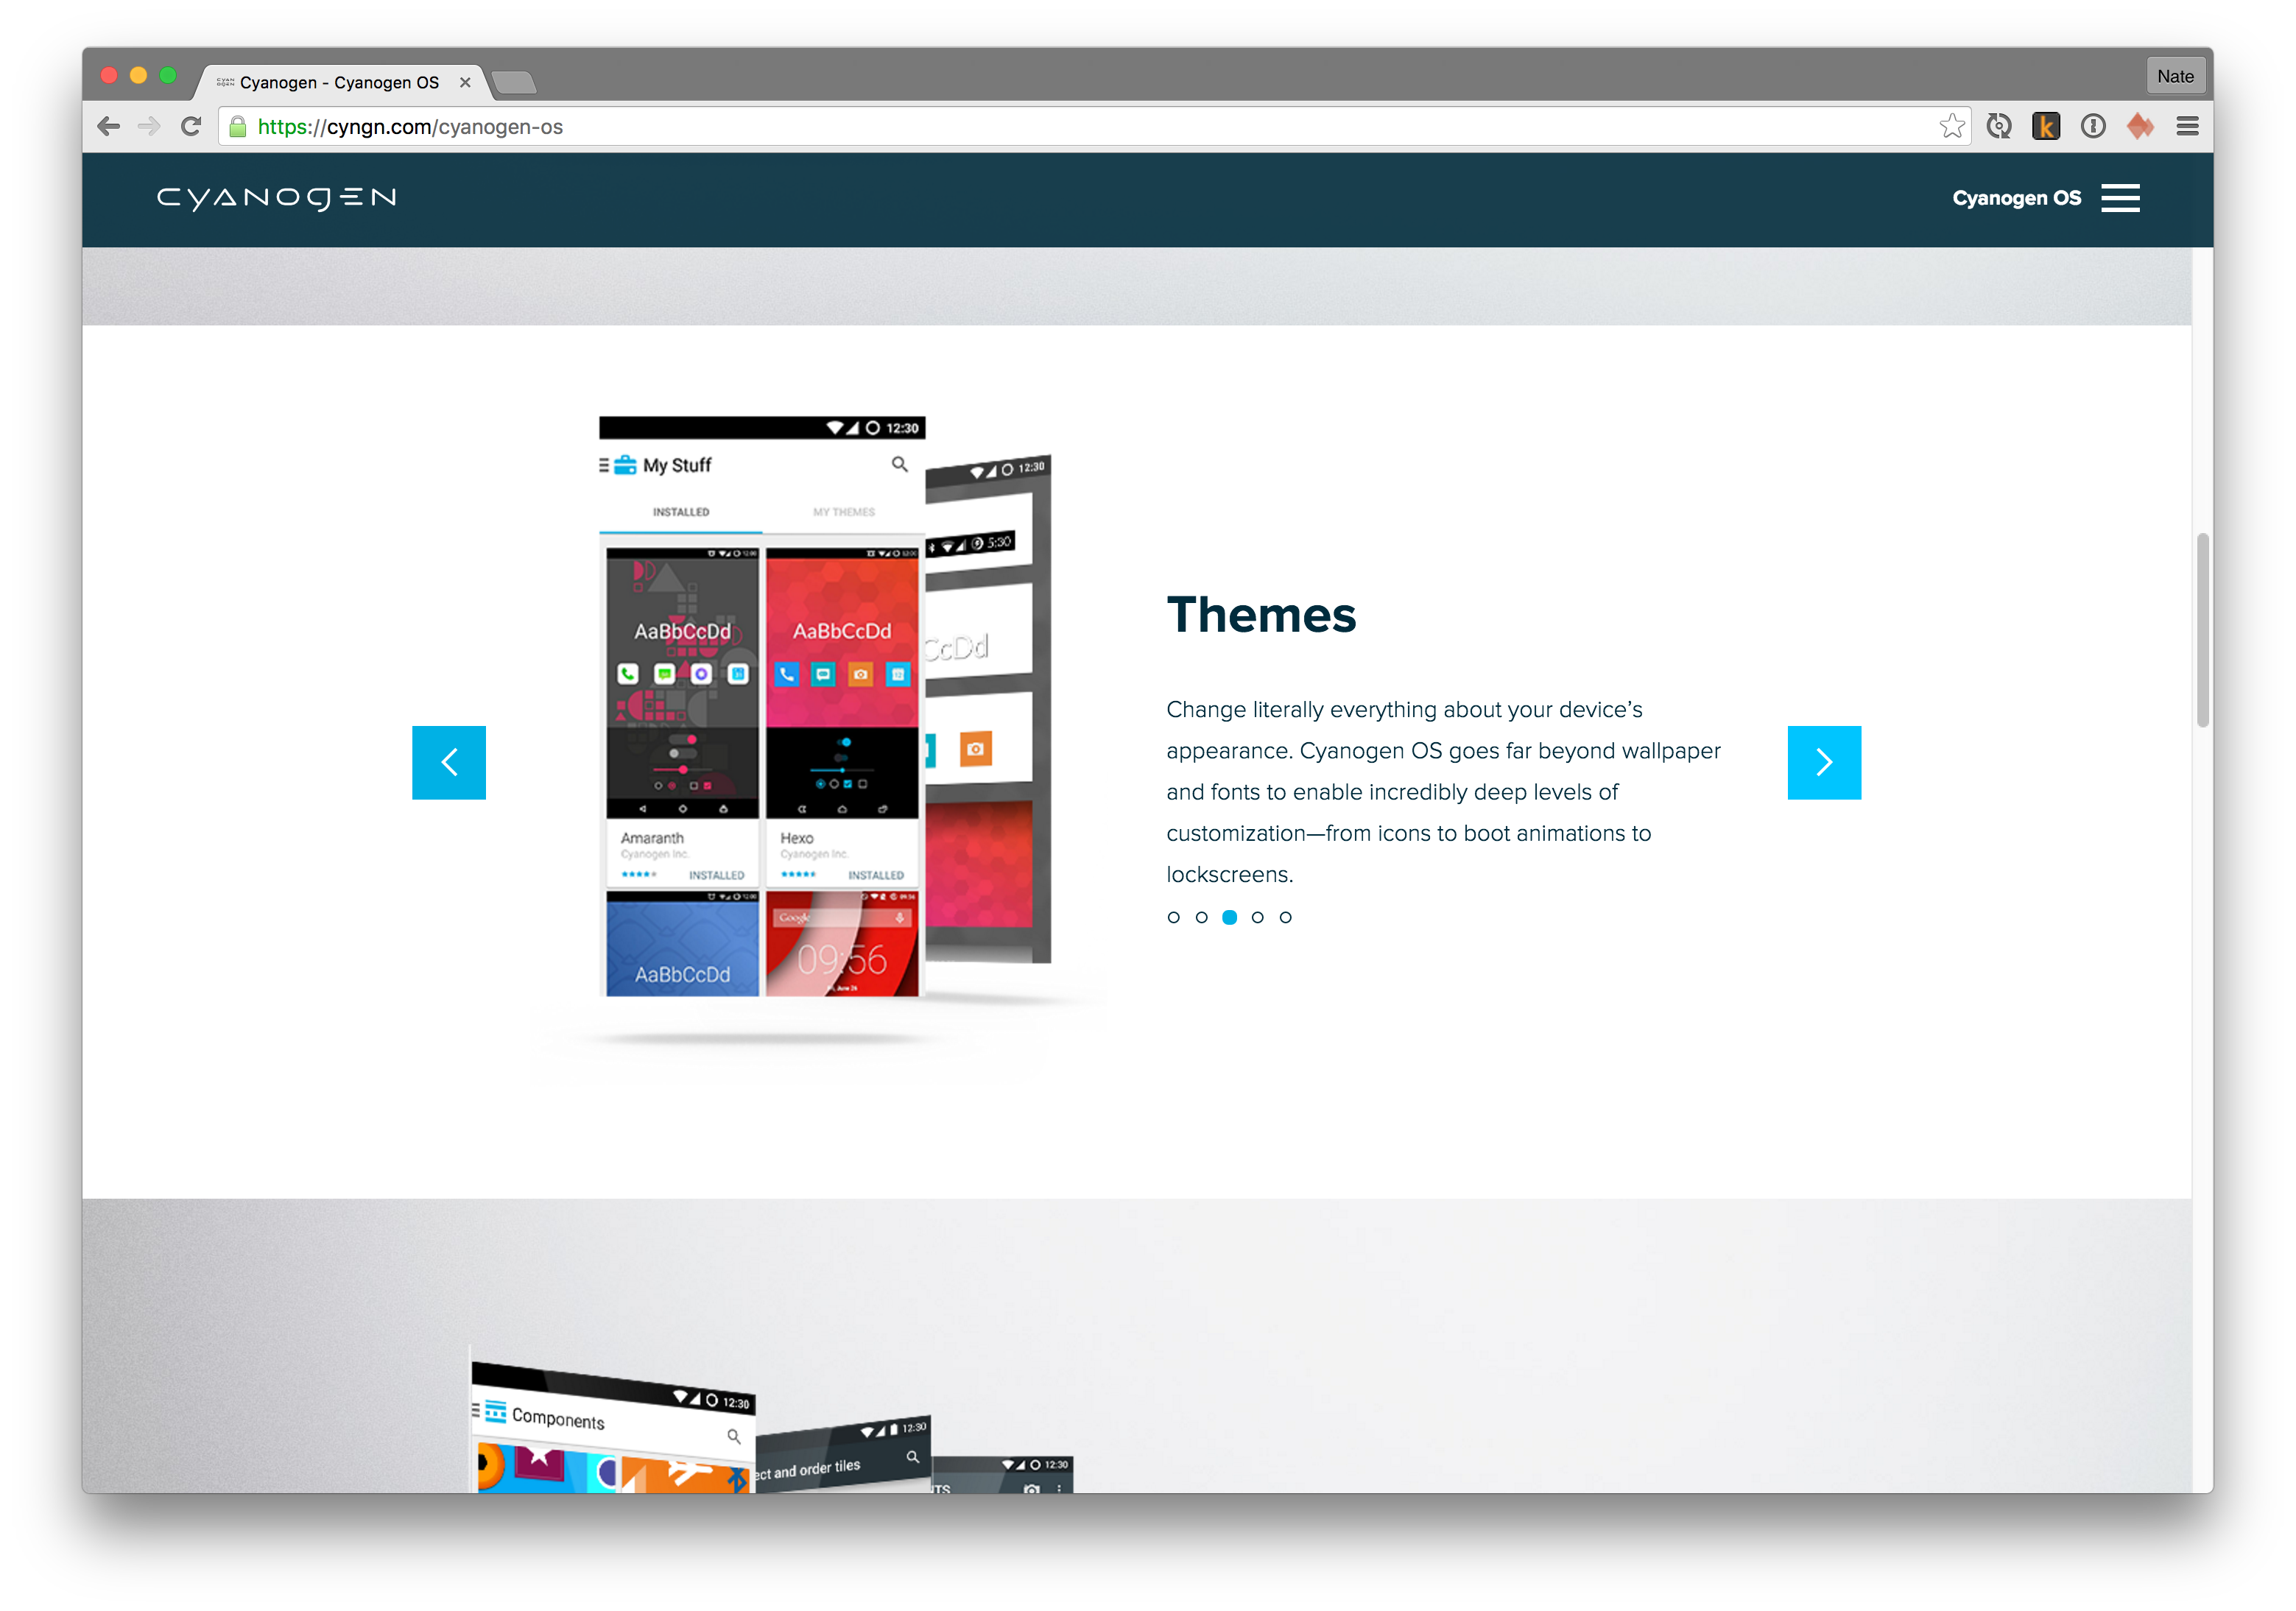 Cyanogen - Cyanogen OS
Nate
https://cyngn.com/cyanogen-os
CYANOGEN
Cyanogen OS
12:30
My Stuff
INSTALLED
MY THEMES
12:30
5:30
AaBbCcDd
AaBbCcDd
CcDd
Themes
Change literally everything about your device’s
appearance. Cyanogen OS goes far beyond wallpaper
and fonts to enable incredibly deep levels of
customization—from icons to boot animations to
lockscreens.
Amaranth
Cyanogen Inc.
INSTALLED
Hexo
Cyanogen Inc.
INSTALLED
AaBbCcDd
Google
09:56
12:30
Components
12:30
ect and order tiles
12:30
TS